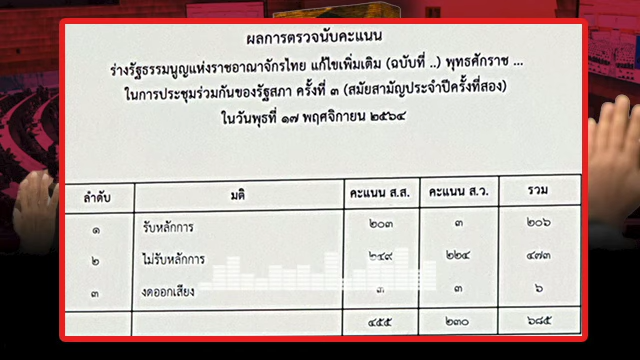 ผลการตรวจนับคะแนน
ร่างรัฐธรรมนูญแห่งราชอาณาจักรไทย แก้ไขเพิ่มเติม (ฉบับที่ ..) พุทธศักราช ...
ในการประชุมร่วมกันของรัฐสภา ครั้งที่ ๓ (สมัยสามัญประจำปีครั้งที่สอง)
ในวันพุธที่ ๑๗ พฤศจิกายน ๒๕๖๔
ลำดับ มติ คะแนน ส.ส. คะแนน ส.ว. รวม
๑ รับหลักการ ๒๐๓ ๓ ๒๐๖
๒ ไม่รับหลักการ ๒๔๙ ๒๒๔ ๔๗๓
๓ งดออกเสียง ๓ ๓ ๖
๔๕๕ ๒๓๐ ๖๘๕